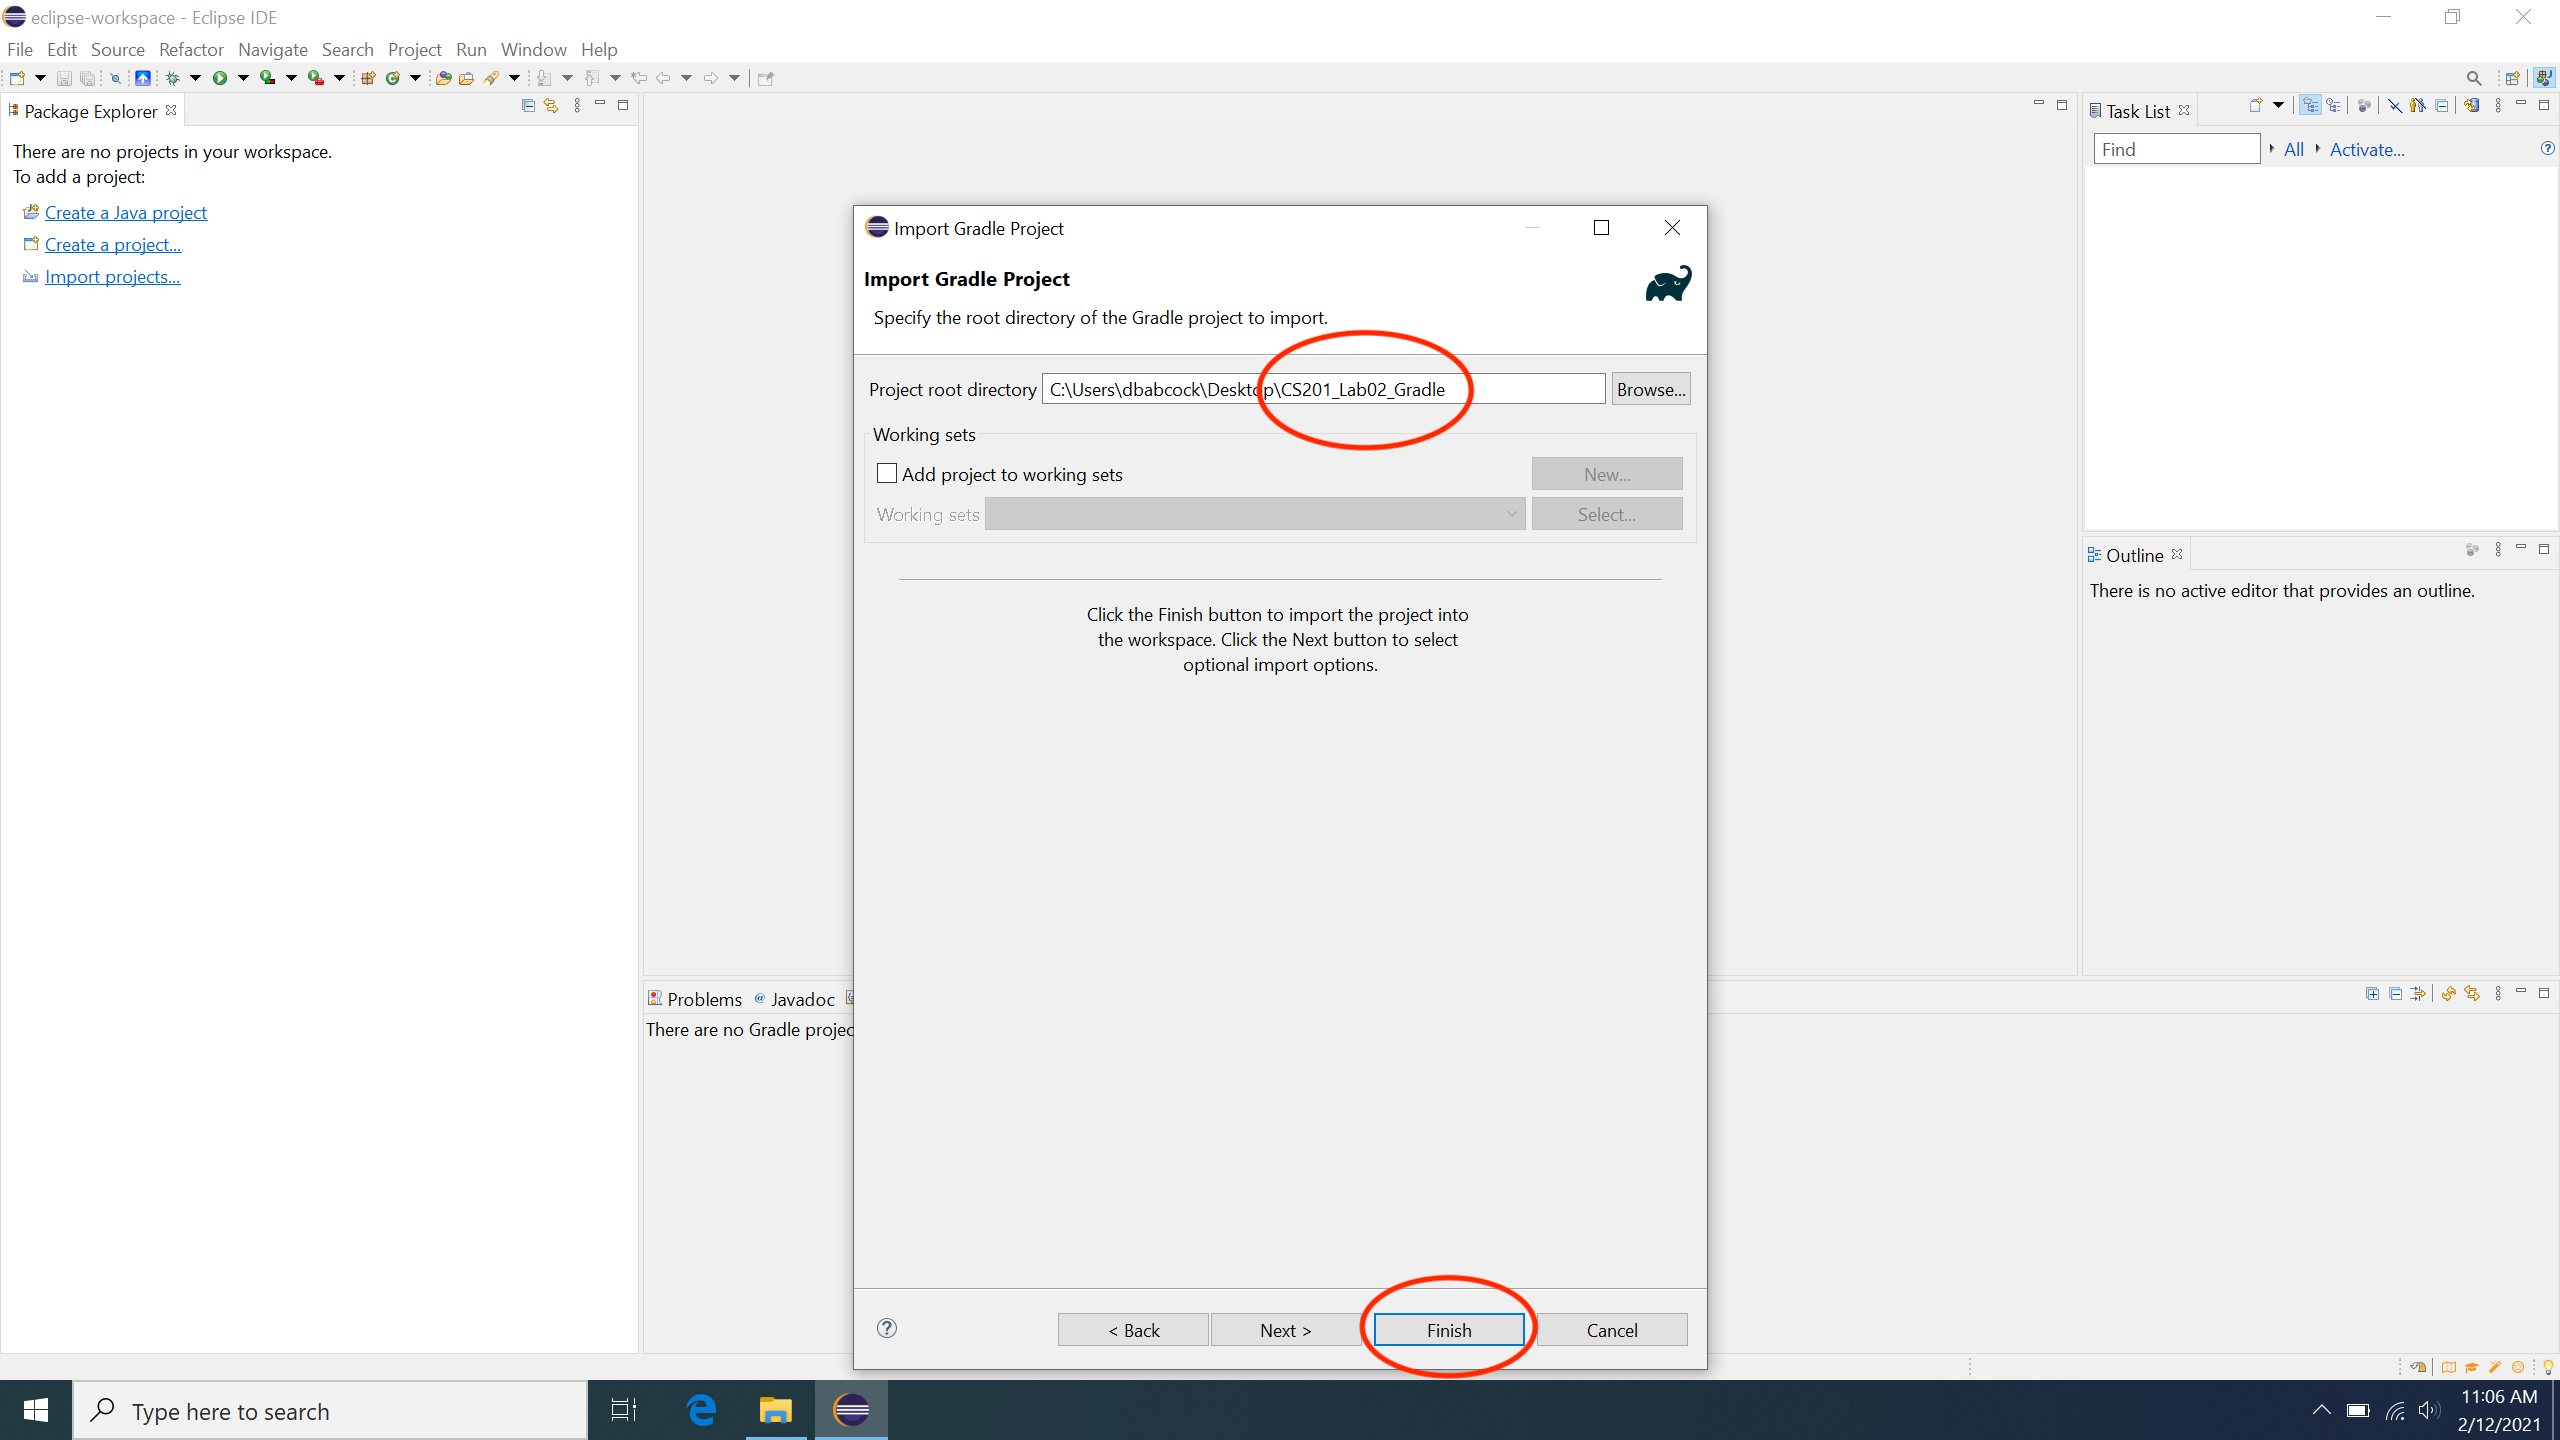 eclipse-workspace - Eclipse IDE
File Edit Source Refactor Navigate Search Project Run Window Help
Package Explorer
There are no projects in your workspace.
To add a project:
Create a Java project
Create a project...
Import projects...
Task List
Find All Activate...
Import Gradle Project
Import Gradle Project
Specify the root directory of the Gradle project to import.
Project root directory C:\Users\dbabcock\Desktop\CS201_Lab02_Gradle Browse...
Working sets
Add project to working sets New...
Working sets Select...
Click the Finish button to import the project into
the workspace. Click the Next button to select
optional import options.
Outline
There is no active editor that provides an outline.
Problems @ Javadoc
There are no Gradle projec
< Back Next > Finish Cancel
Type here to search
11:06 AM
2/12/2021